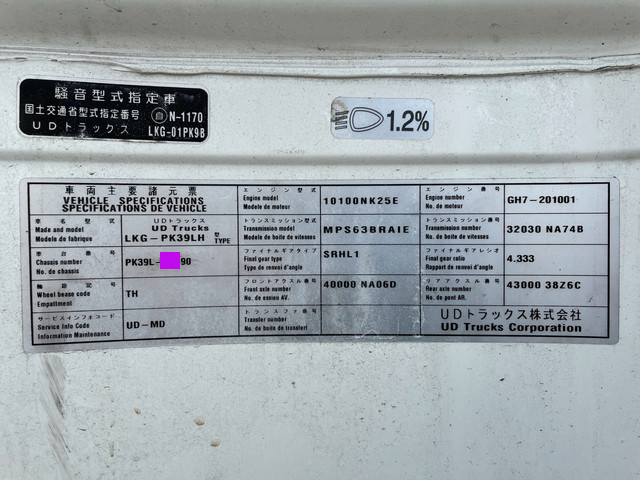 騒音型式指定車
国土交通省型式指定番号 自 N-1170
UDトラックス LKG-01PK9B
1.2%
車両主要諸元票
VEHICLE SPECIFICATIONS
SPECIFICATIONS DE VEHICLE
エンジン型式
Engine model
Modele de moteur
10100NK25E
エンジン番号
Engine number
No. de moteur
GH7-201001
車名型式
Made and model
Modele de fabrique
UDトラックス
UD Trucks
LKG-PK39LH 型 TYPE
トランスミッション型式
Transmission model
Modele de boite de vitesses
MPS63BRAIE
トランスミッション番号
Transmission number
No. de boite de vitesses
32030 NA74B
車台番号
Chassis number
No. de chassis
PK39L- 90
ファイナルギアタイプ
Final gear type
Type de renvoi d'angle
SRHL1
ファイナルギアレシオ
Final gear ratio
Rapport de renvoi d'angle
4.333
Wheel base code
Empattment
TH
フロントアクスル番号
Front axle number
No. de essieu AV.
40000 NA06D
リアアクスル番号
Rear axle number
No. de pont AR.
43000 38Z6C
サービスインフォコード
Service Info Code
Information Maintenance
UD-MD
トランスファ番号
Transfer number
No. de boite de transfert
UDトラックス株式会社
UD Trucks Corporation